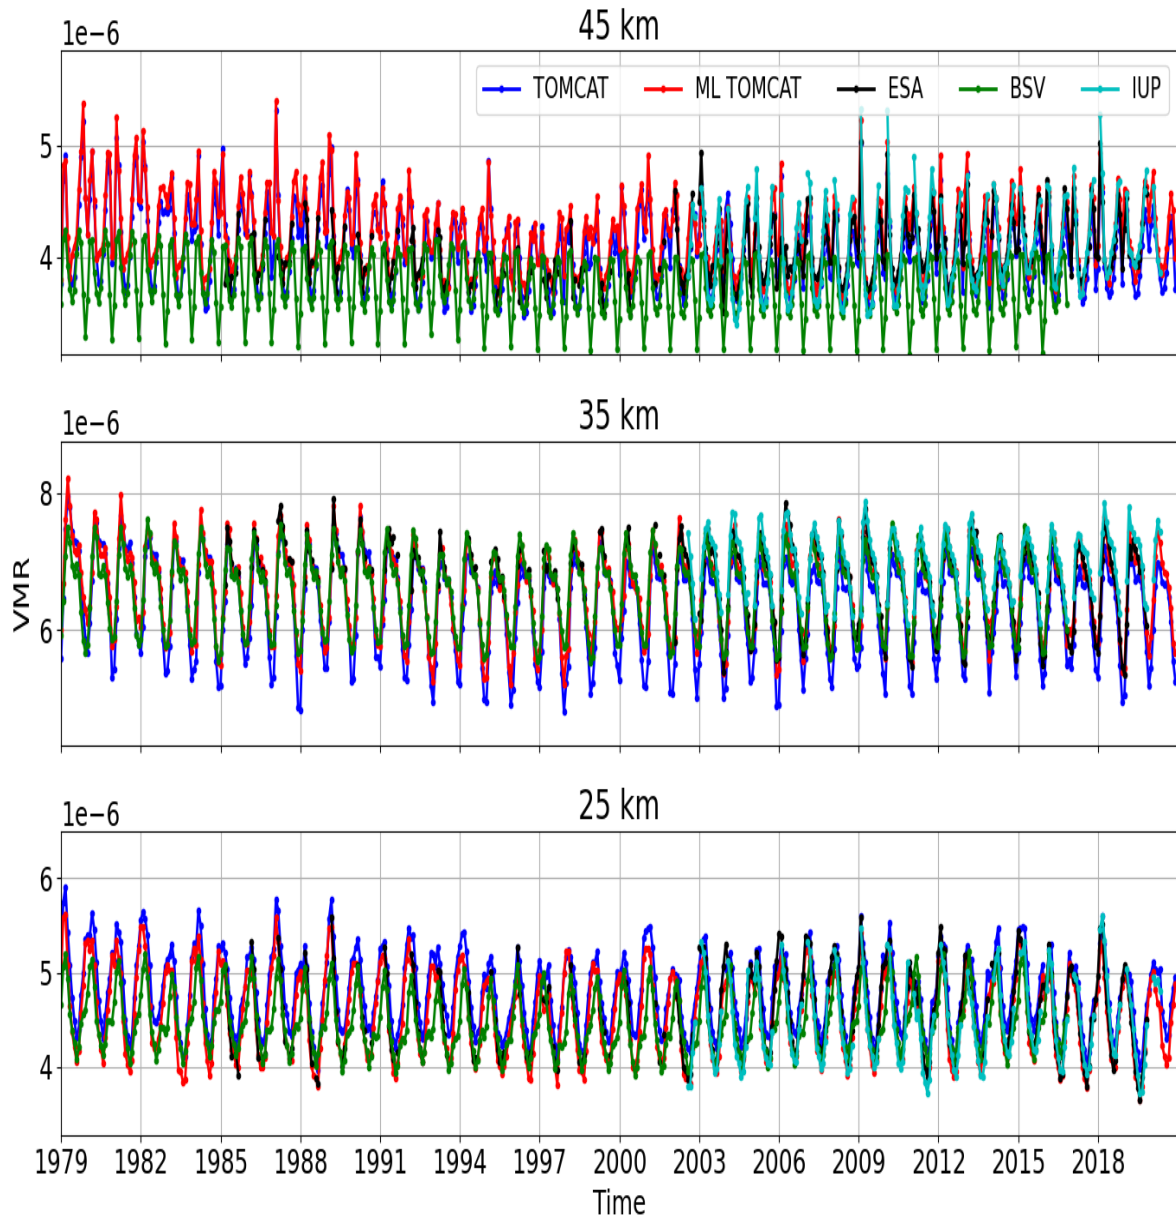 45 km
1e−6
TOMCAT ML TOMCAT ESA BSV IUP
5
4
35 km
1e−6
8
6
VMR
25 km
1e−6
6
5
4
1979 1982 1985 1988 1991 1994 1997 2000 2003 2006 2009 2012 2015 2018
Time